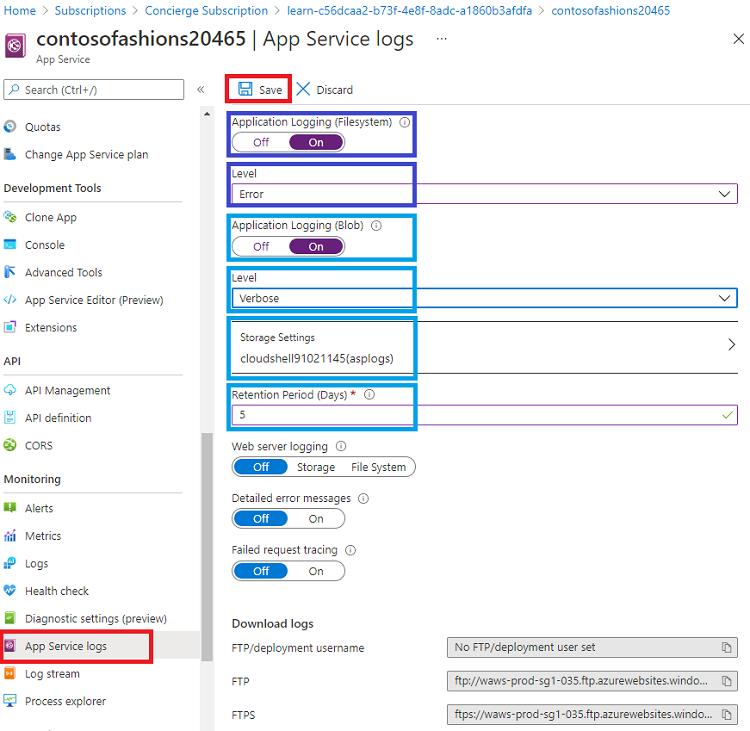 Home > Subscriptions > Concierge Subscription > learn-c56dcaa2-b73f-4e8f-8adc-a1860b3afdfa > contosofashions20465
contosofashions20465 | App Service logs ...
App Service
Search (Ctrl+/)
«
Save
Discard
Quotas
Change App Service plan
Development Tools
Clone App
Console
Advanced Tools
App Service Editor (Preview)
Extensions
API
API Management
API definition
CORS
Monitoring
Alerts
Metrics
Logs
Health check
Diagnostic settings (preview)
App Service logs
Log stream
Process explorer
Application Logging (Filesystem)
Off On
Level
Error
Application Logging (Blob)
Off On
Level
Verbose
Storage Settings
cloudshell91021145(asplogs)
Retention Period (Days) *
5
Web server logging
Off Storage File System
Detailed error messages
Off On
Failed request tracing
Off On
Download logs
FTP/deployment username No FTP/deployment user set
FTP ftp://waws-prod-sg1-035.ftp.azurewebsites.windo...
FTPS ftps://waws-prod-sg1-035.ftp.azurewebsites.windo...